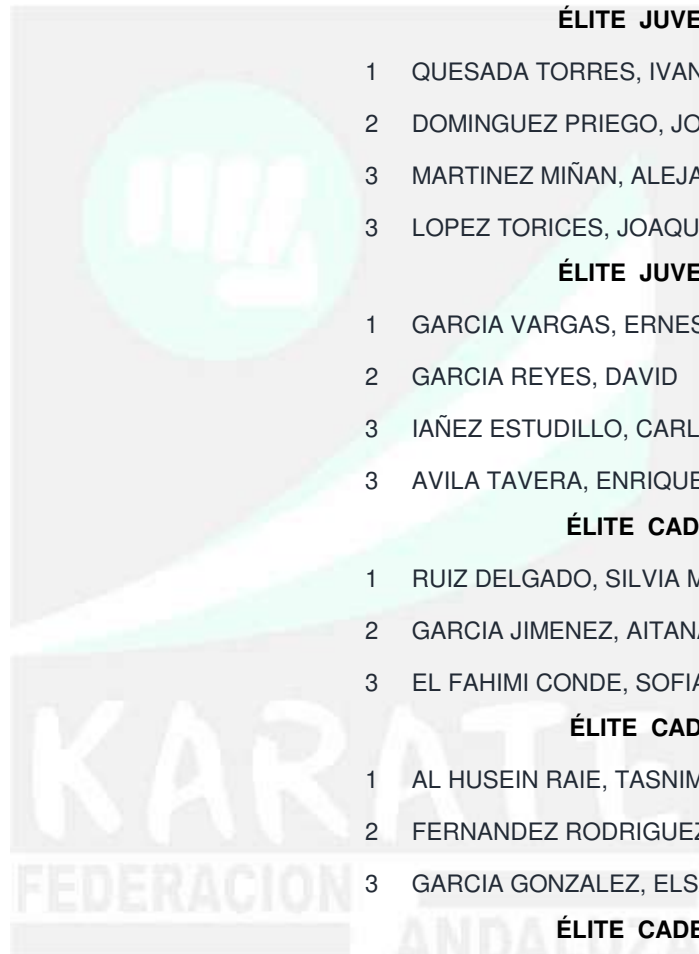 ÉLITE JUVE
1 QUESADA TORRES, IVAN
2 DOMINGUEZ PRIEGO, JO
3 MARTINEZ MIÑAN, ALEJA
3 LOPEZ TORICES, JOAQU
ÉLITE JUVE
1 GARCIA VARGAS, ERNES
2 GARCIA REYES, DAVID
3 IAÑEZ ESTUDILLO, CARL
3 AVILA TAVERA, ENRIQUE
ÉLITE CAD
1 RUIZ DELGADO, SILVIA M
2 GARCIA JIMENEZ, AITANA
3 EL FAHIMI CONDE, SOFIA
ÉLITE CAD
1 AL HUSEIN RAIE, TASNIM
2 FERNANDEZ RODRIGUEZ
3 GARCIA GONZALEZ, ELS
ÉLITE CADE
KARATE
FEDERACION
ANDALUZA